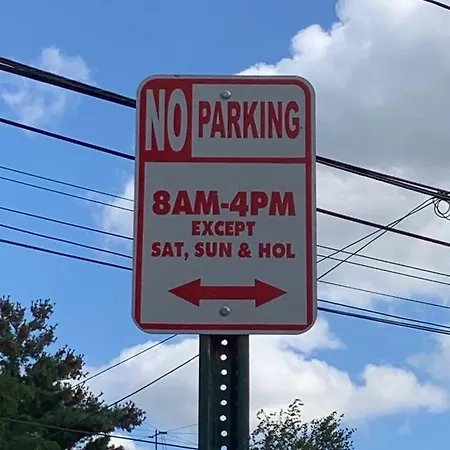 NO PARKING
8AM-4PM
EXCEPT
SAT, SUN & HOL